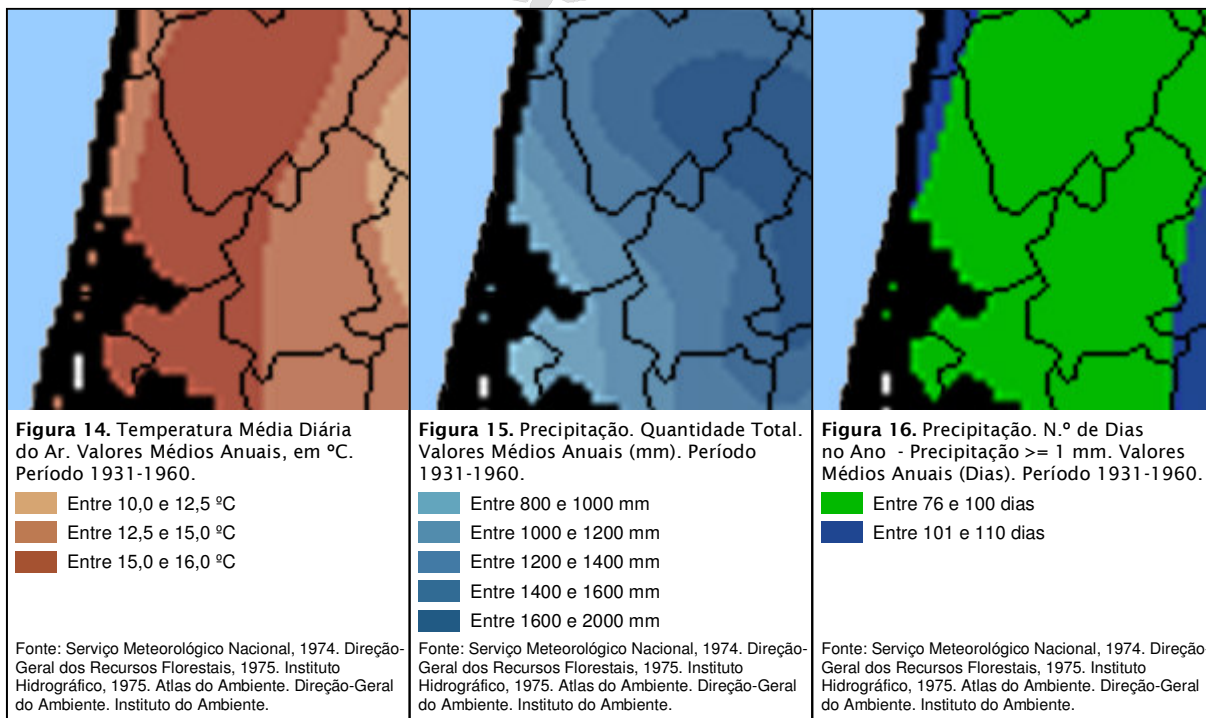 Figura 14. Temperatura Média Diária
do Ar. Valores Médios Anuais, em ºC.
Período 1931-1960.
Entre 10,0 e 12,5 ºC
Entre 12,5 e 15,0 ºC
Entre 15,0 e 16,0 ºC
Fonte: Serviço Meteorológico Nacional, 1974. Direção-
Geral dos Recursos Florestais, 1975. Instituto
Hidrográfico, 1975. Atlas do Ambiente. Direção-Geral
do Ambiente. Instituto do Ambiente.
Figura 15. Precipitação. Quantidade Total.
Valores Médios Anuais (mm). Período
1931-1960.
Entre 800 e 1000 mm
Entre 1000 e 1200 mm
Entre 1200 e 1400 mm
Entre 1400 e 1600 mm
Entre 1600 e 2000 mm
Fonte: Serviço Meteorológico Nacional, 1974. Direção-
Geral dos Recursos Florestais, 1975. Instituto
Hidrográfico, 1975. Atlas do Ambiente. Direção-Geral
do Ambiente. Instituto do Ambiente.
Figura 16. Precipitação. N.º de Dias
no Ano - Precipitação >= 1 mm. Valores
Médios Anuais (Dias). Período 1931-1960.
Entre 76 e 100 dias
Entre 101 e 110 dias
Fonte: Serviço Meteorológico Nacional, 1974. Direção-
Geral dos Recursos Florestais, 1975. Instituto
Hidrográfico, 1975. Atlas do Ambiente. Direção-Geral
do Ambiente. Instituto do Ambiente.